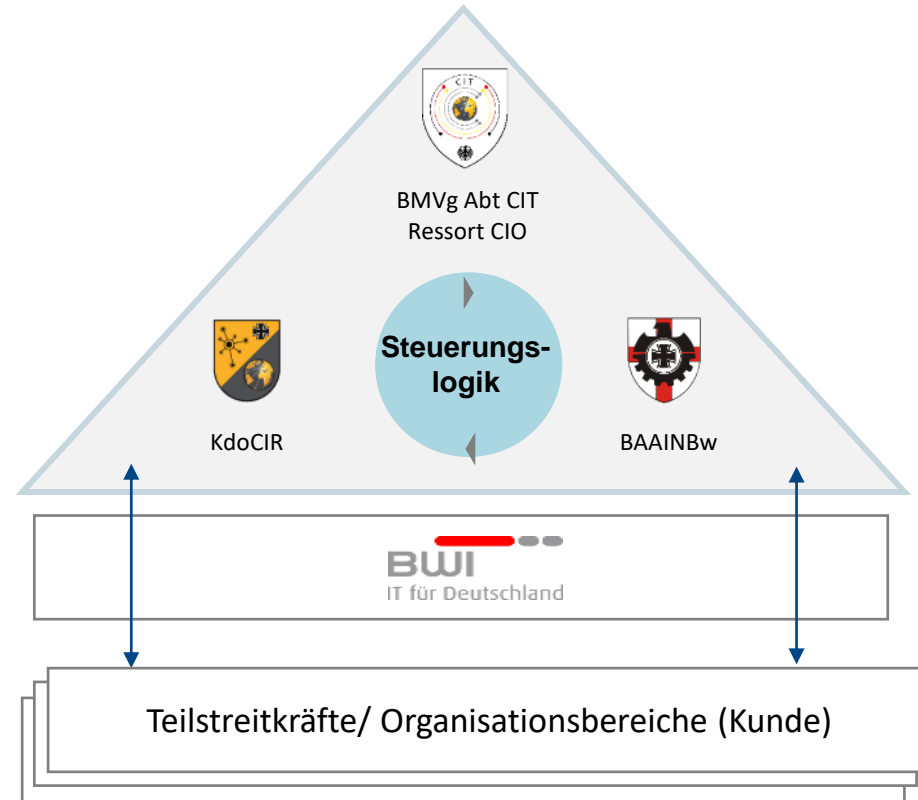 CIT
BMVg Abt CIT
Ressort CIO
Steuerungs-
logik
KdoCIR
BAAINBw
BWI
IT für Deutschland
Teilstreitkräfte/ Organisationsbereiche (Kunde)